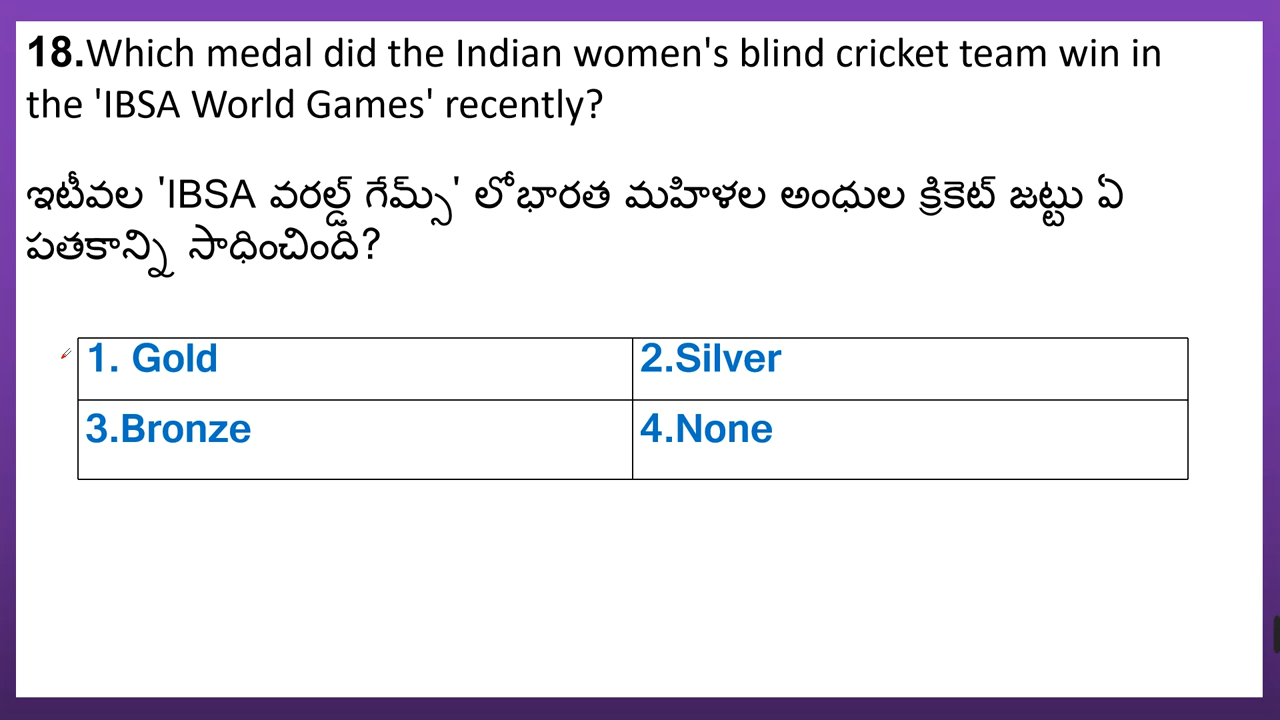 18.Which medal did the Indian women's blind cricket team win in
the 'IBSA World Games' recently?
ఇటీవల 'IBSA వరల్డ్ గేమ్స్' లోభారత మహిళల అంధుల క్రికెట్ జట్టు ఏ
పతకాన్ని సాధించింది?
1. Gold
2.Silver
3.Bronze
4.None